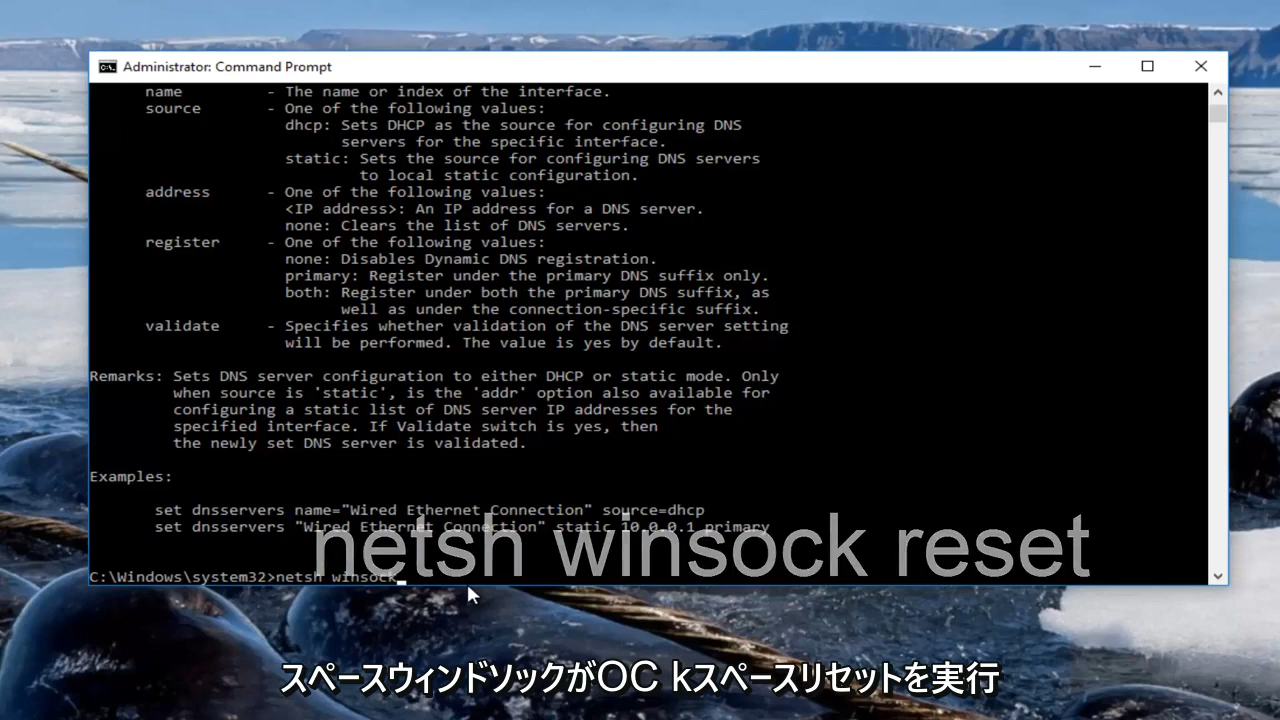 Administrator: Command Prompt
name - The name or index of the interface.
source - One of the following values:
dhcp: Sets DHCP as the source for configuring DNS
servers for the specific interface.
static: Sets the source for configuring DNS servers
to local static configuration.
address - One of the following values:
<IP address>: An IP address for a DNS server.
none: Clears the list of DNS servers.
register - One of the following values:
none: Disables Dynamic DNS registration.
primary: Register under the primary DNS suffix only.
both: Register under both the primary DNS suffix, as
well as under the connection-specific suffix.
validate - Specifies whether validation of the DNS server setting
will be performed. The value is yes by default.
Remarks: Sets DNS server configuration to either DHCP or static mode. Only
when source is 'static', is the 'addr' option also available for
configuring a static list of DNS server IP addresses for the
specified interface. If Validate switch is yes, then
the newly set DNS server is validated.
Examples:
set dnsservers name="Wired Ethernet Connection" source=dhcp
set dnsservers "Wired Ethernet Connection" static 10.0.0.1 primary
netsh winsock reset
C:\Windows\system32>netsh winsock_
スペースウィンドソックがOC kスペースリセットを実行